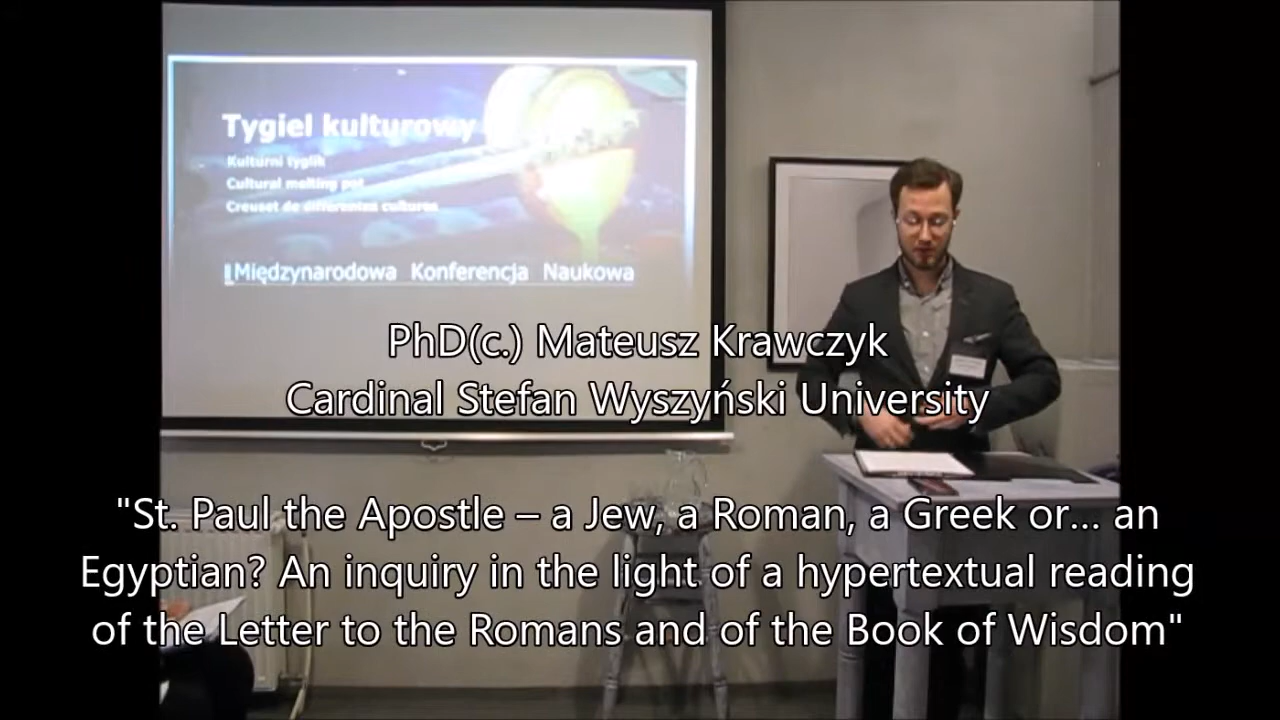 Tygiel kulturowy
Kulturní tyglík
Cultural melting pot
Creuset de differentes cultures
I Międzynarodowa Konferencja Naukowa
PhD(c.) Mateusz Krawczyk
Cardinal Stefan Wyszyński University
"St. Paul the Apostle – a Jew, a Roman, a Greek or... an
Egyptian? An inquiry in the light of a hypertextual reading
of the Letter to the Romans and of the Book of Wisdom"